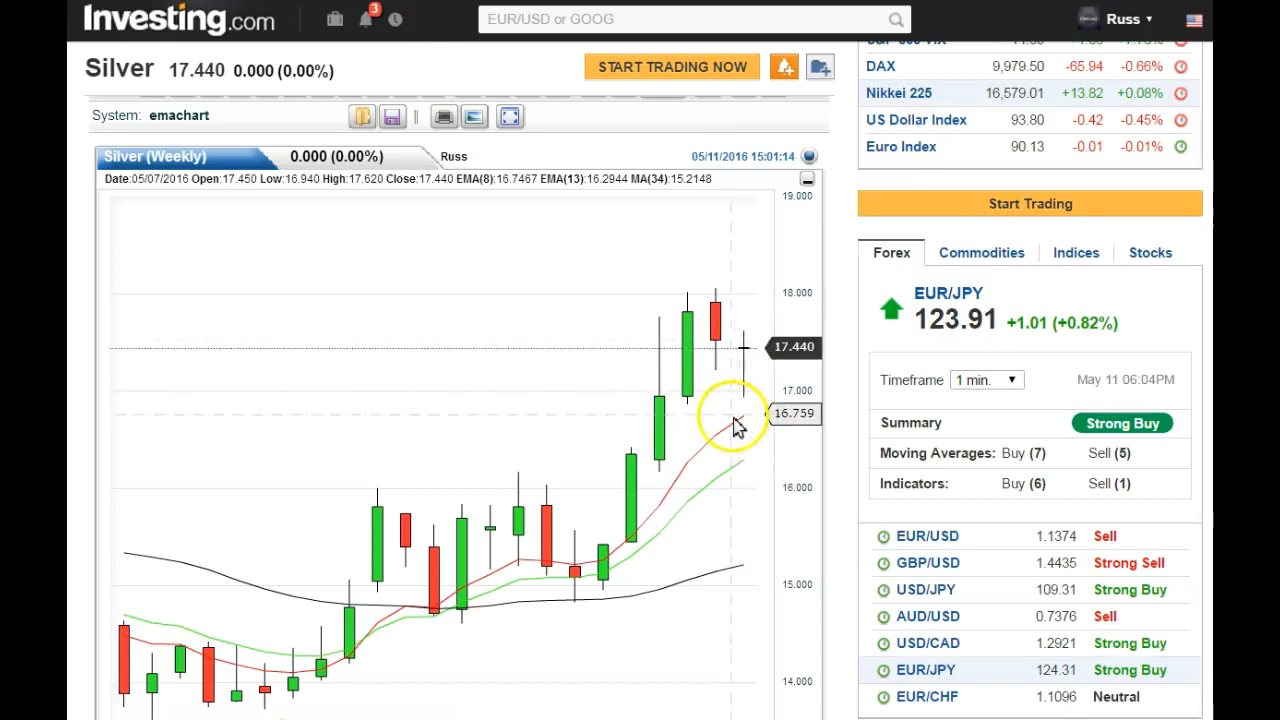 Investing.com
3
EUR/USD or GOOG
Russ
Silver 17.440 0.000 (0.00%)
START TRADING NOW
DAX 9,979.50 -65.94 -0.66%
Nikkei 225 16,579.01 +13.82 +0.08%
US Dollar Index 93.80 -0.42 -0.45%
Euro Index 90.13 -0.01 -0.01%
System: emachart
Silver (Weekly) 0.000 (0.00%) Russ 05/11/2016 15:01:14
Date:05/07/2016 Open:17.450 Low:16.940 High:17.620 Close:17.440 EMA(8):16.7467 EMA(13):16.2944 MA(34):15.2148
19.000
18.000
17.440
17.000
16.759
16.000
15.000
14.000
Start Trading
Forex Commodities Indices Stocks
EUR/JPY
123.91 +1.01 (+0.82%)
Timeframe 1 min. May 11 06:04PM
Summary Strong Buy
Moving Averages: Buy (7) Sell (5)
Indicators: Buy (6) Sell (1)
EUR/USD 1.1374 Sell
GBP/USD 1.4435 Strong Sell
USD/JPY 109.31 Strong Buy
AUD/USD 0.7376 Sell
USD/CAD 1.2921 Strong Buy
EUR/JPY 124.31 Strong Buy
EUR/CHF 1.1096 Neutral